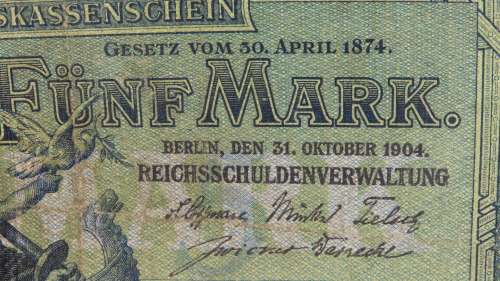 SKASSENSCHEIN
GESETZ VOM 30. APRIL 1874.
FÜNF MARK.
BERLIN, DEN 31. OKTOBER 1904.
REICHSSCHULDENVERWALTUNG